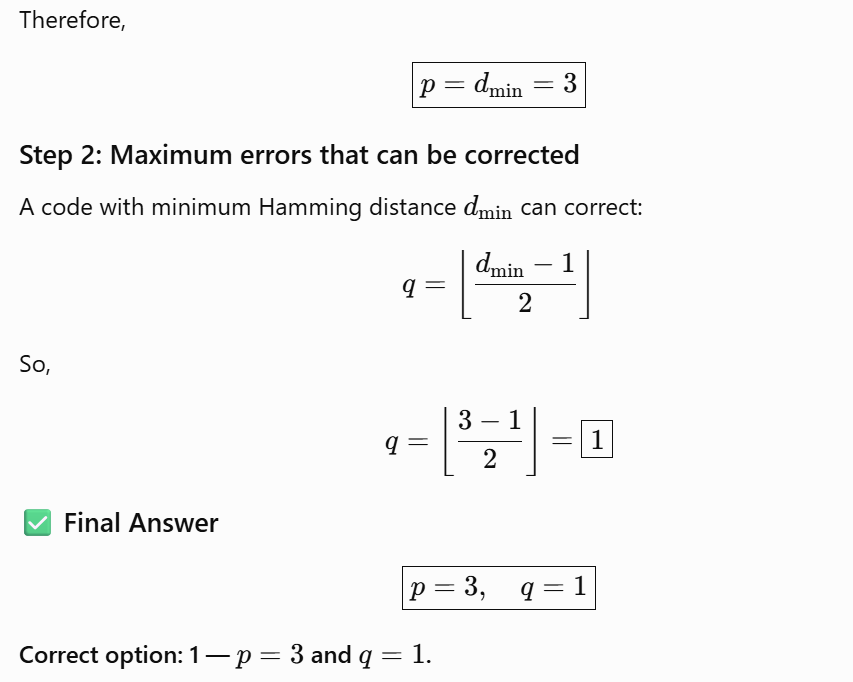 Therefore,
p = d_min = 3
Step 2: Maximum errors that can be corrected
A code with minimum Hamming distance d_min can correct:
q = ⌊(d_min − 1)/2⌋
So,
q = ⌊(3 − 1)/2⌋ = 1
✅ Final Answer
p = 3, q = 1
Correct option: 1 — p = 3 and q = 1.